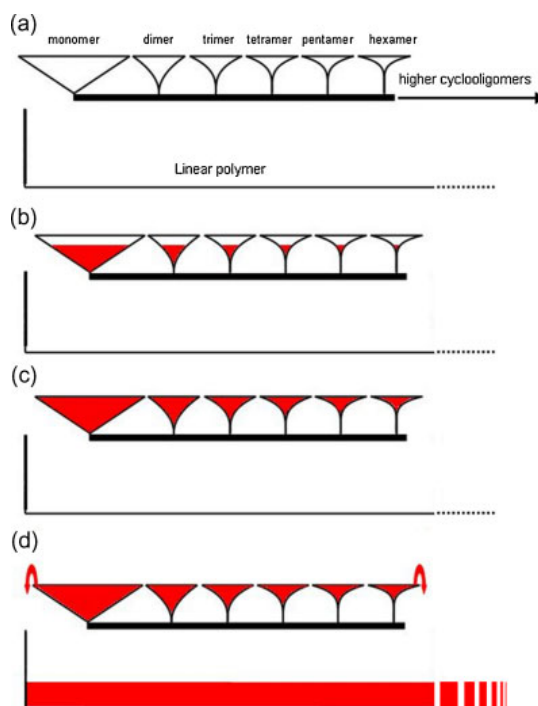 (a)
monomer dimer trimer tetramer pentamer hexamer
higher cyclooligomers
Linear polymer
(b)
(c)
(d)